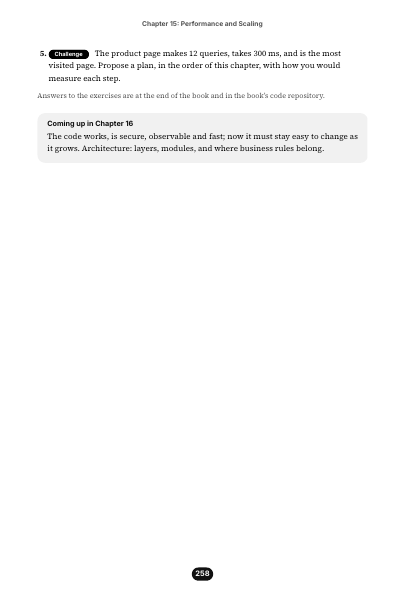 Chapter 15: Performance and Scaling
5. Challenge The product page makes 12 queries, takes 300 ms, and is the most
visited page. Propose a plan, in the order of this chapter, with how you would
measure each step.
Answers to the exercises are at the end of the book and in the book's code repository.
Coming up in Chapter 16
The code works, is secure, observable and fast; now it must stay easy to change as
it grows. Architecture: layers, modules, and where business rules belong.
258